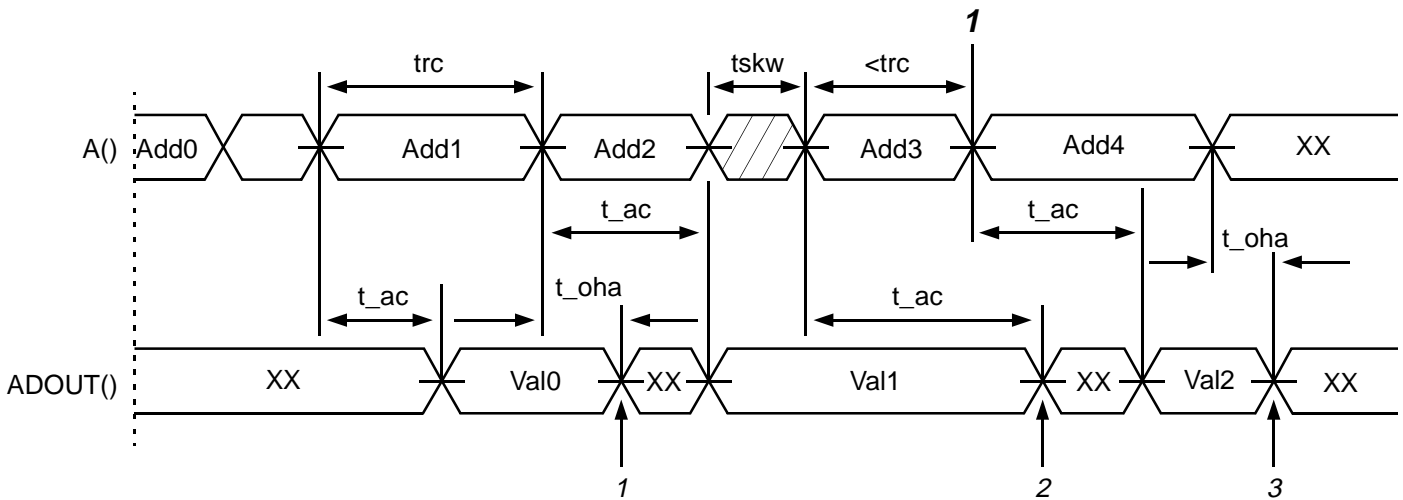 1
trc
tskw
<trc
A()
Add0
Add1
Add2
Add3
Add4
XX
t_ac
t_ac
t_oha
t_ac
t_oha
t_ac
ADOUT()
XX
Val0
XX
Val1
XX
Val2
XX
1
2
3